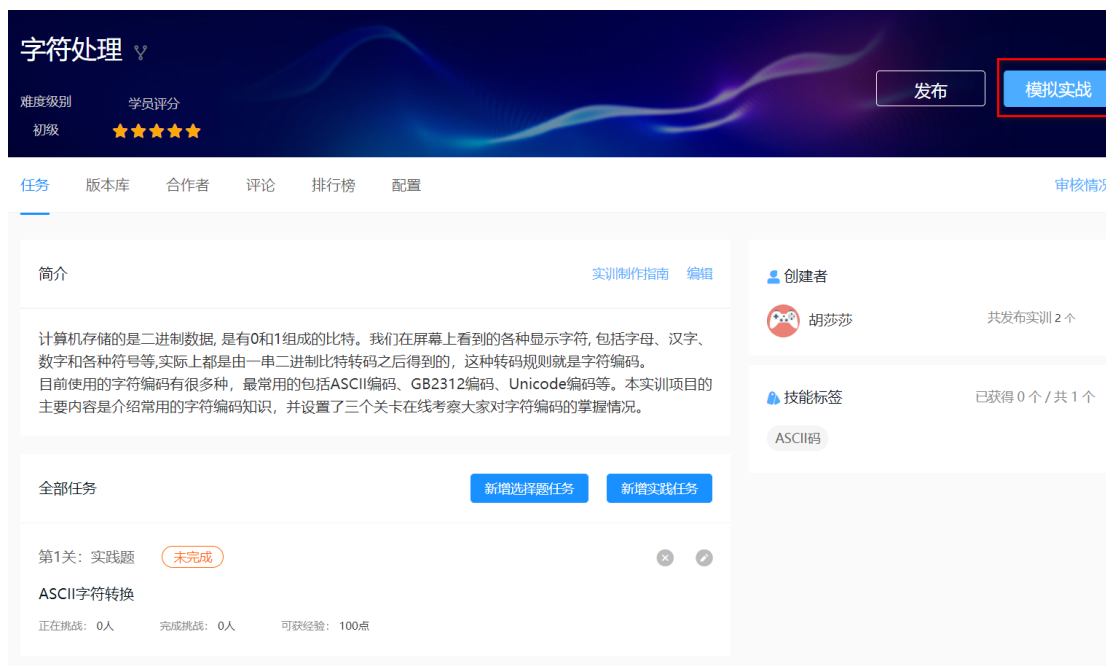 字符处理
难度级别
学员评分
初级
发布
模拟实战
任务
版本库
合作者
评论
排行榜
配置
审核情况
简介
实训制作指南
编辑
计算机存储的是二进制数据, 是有0和1组成的比特。我们在屏幕上看到的各种显示字符, 包括字母、汉字、
数字和各种符号等,实际上都是由一串二进制比特转码之后得到的，这种转码规则就是字符编码。
目前使用的字符编码有很多种，最常用的包括ASCII编码、GB2312编码、Unicode编码等。本实训项目的
主要内容是介绍常用的字符编码知识，并设置了三个关卡在线考察大家对字符编码的掌握情况。
创建者
胡莎莎
共发布实训 2 个
技能标签
已获得 0 个 / 共 1 个
ASCII码
全部任务
新增选择题任务
新增实践任务
第1关：实践题
未完成
ASCII字符转换
正在挑战: 0人
完成挑战: 0人
可获经验: 100点